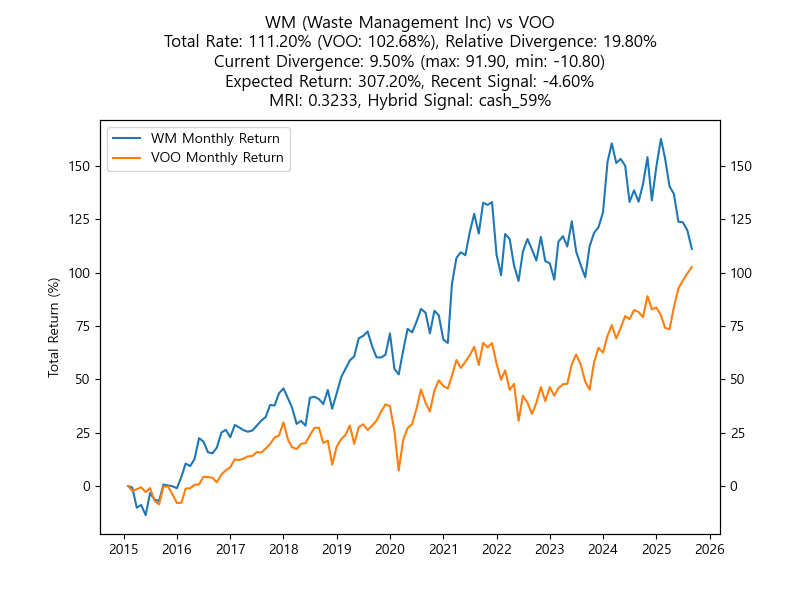 WM (Waste Management Inc) vs VOO
Total Rate: 111.20% (VOO: 102.68%), Relative Divergence: 19.80%
Current Divergence: 9.50% (max: 91.90, min: -10.80)
Expected Return: 307.20%, Recent Signal: -4.60%
MRI: 0.3233, Hybrid Signal: cash_59%
WM Monthly Return
VOO Monthly Return
Total Return (%)
150
125
100
75
50
25
0
150
125
100
75
50
25
0
2015 2016 2017 2018 2019 2020 2021 2022 2023 2024 2025 2026